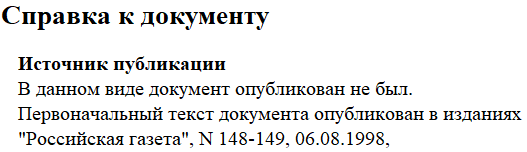 Справка к документу
Источник публикации
В данном виде документ опубликован не был.
Первоначальный текст документа опубликован в изданиях
"Российская газета", N 148-149, 06.08.1998,